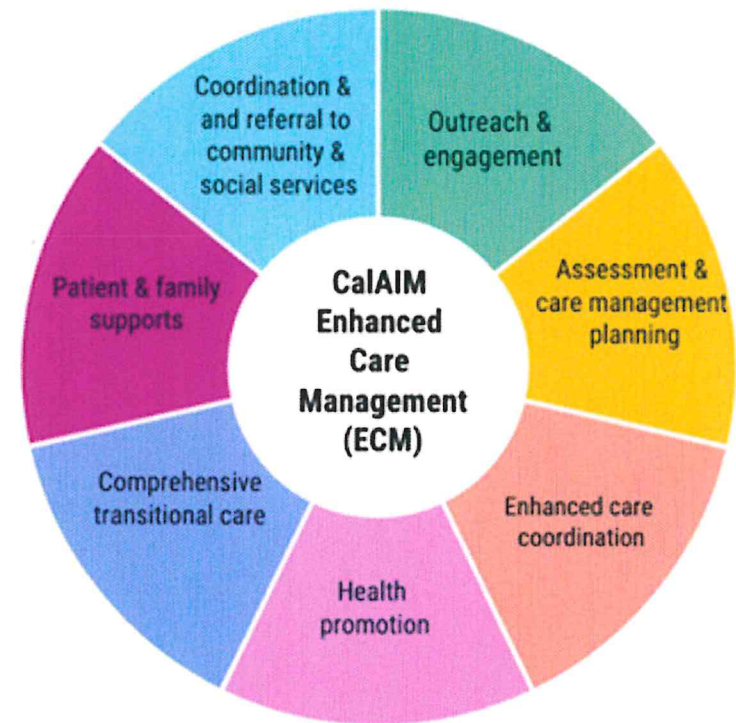 CalAIM
Enhanced
Care
Management
(ECM)
Outreach &
engagement
Assessment &
care management
planning
Enhanced care
coordination
Health
promotion
Comprehensive
transitional care
Patient & family
supports
Coordination &
and referral to
community &
social services